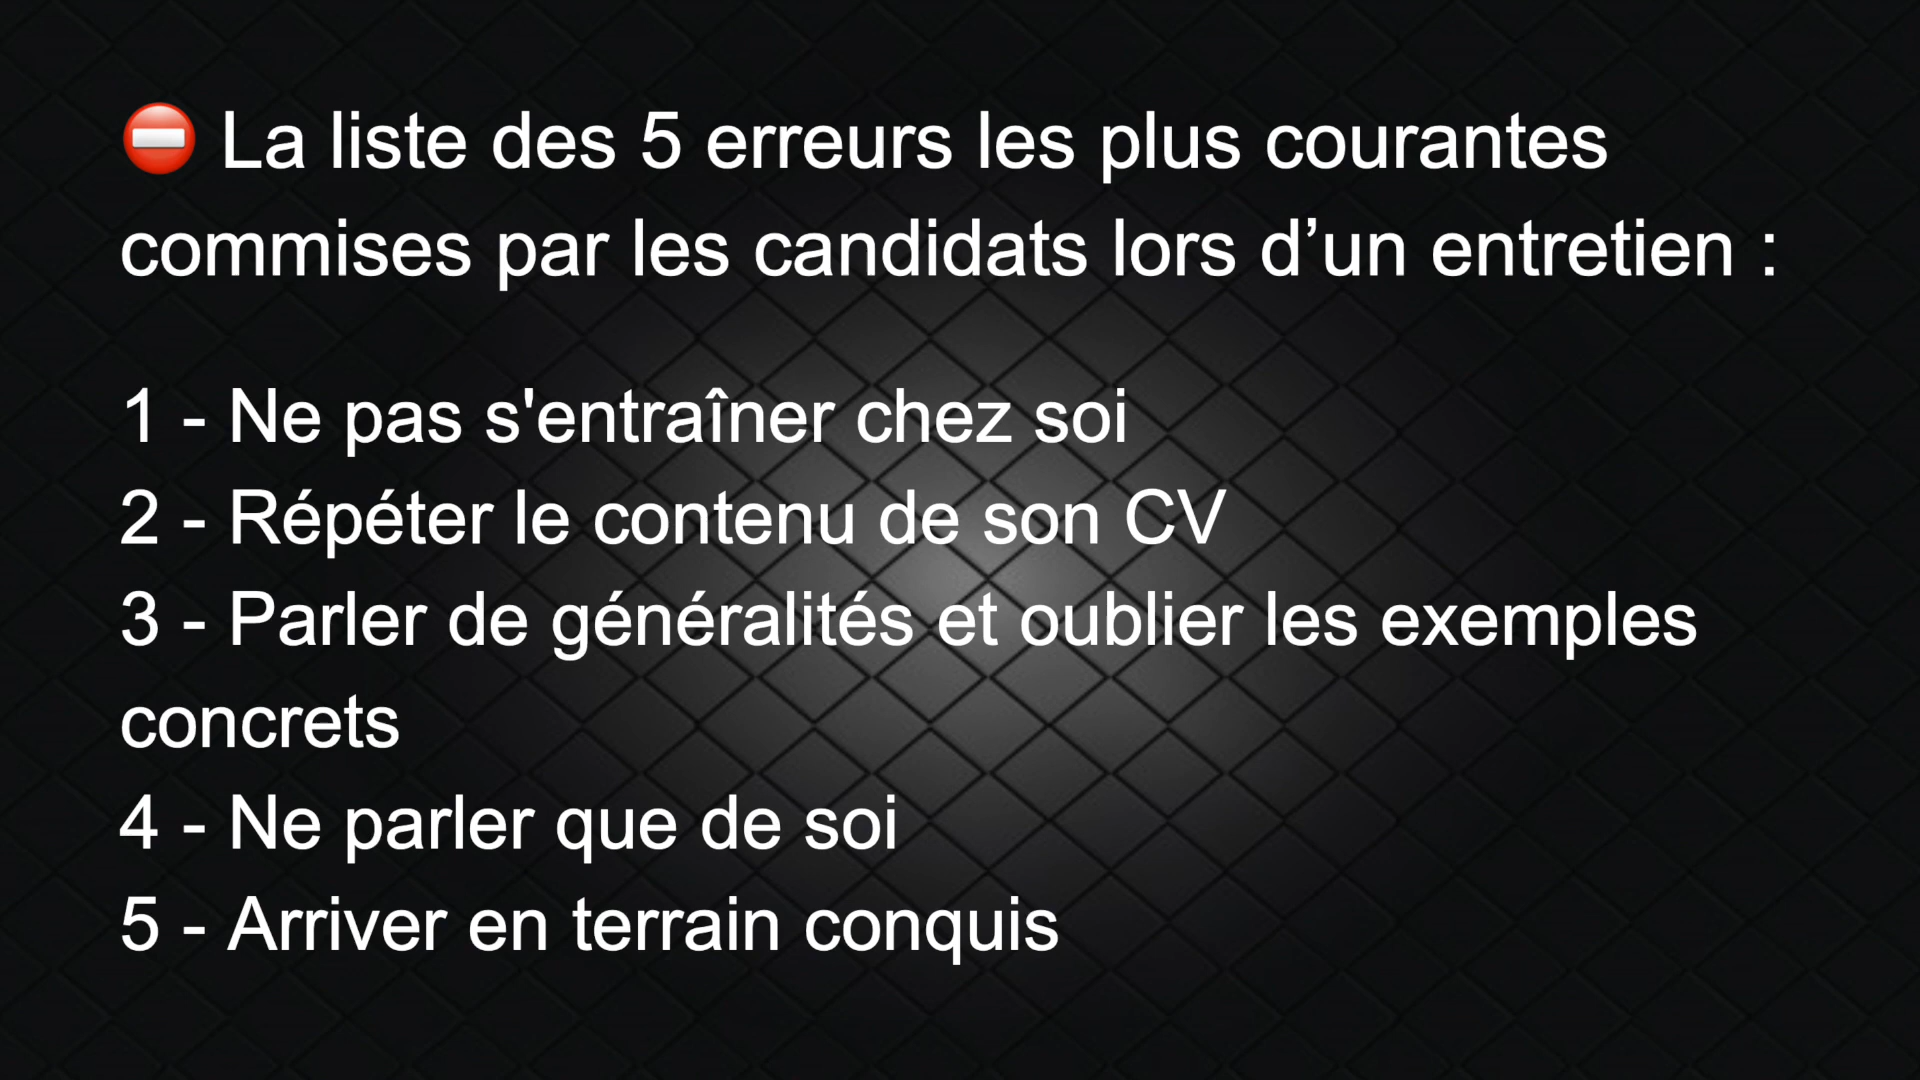 ⛔ La liste des 5 erreurs les plus courantes
commises par les candidats lors d’un entretien :
1 - Ne pas s'entraîner chez soi
2 - Répéter le contenu de son CV
3 - Parler de généralités et oublier les exemples
concrets
4 - Ne parler que de soi
5 - Arriver en terrain conquis